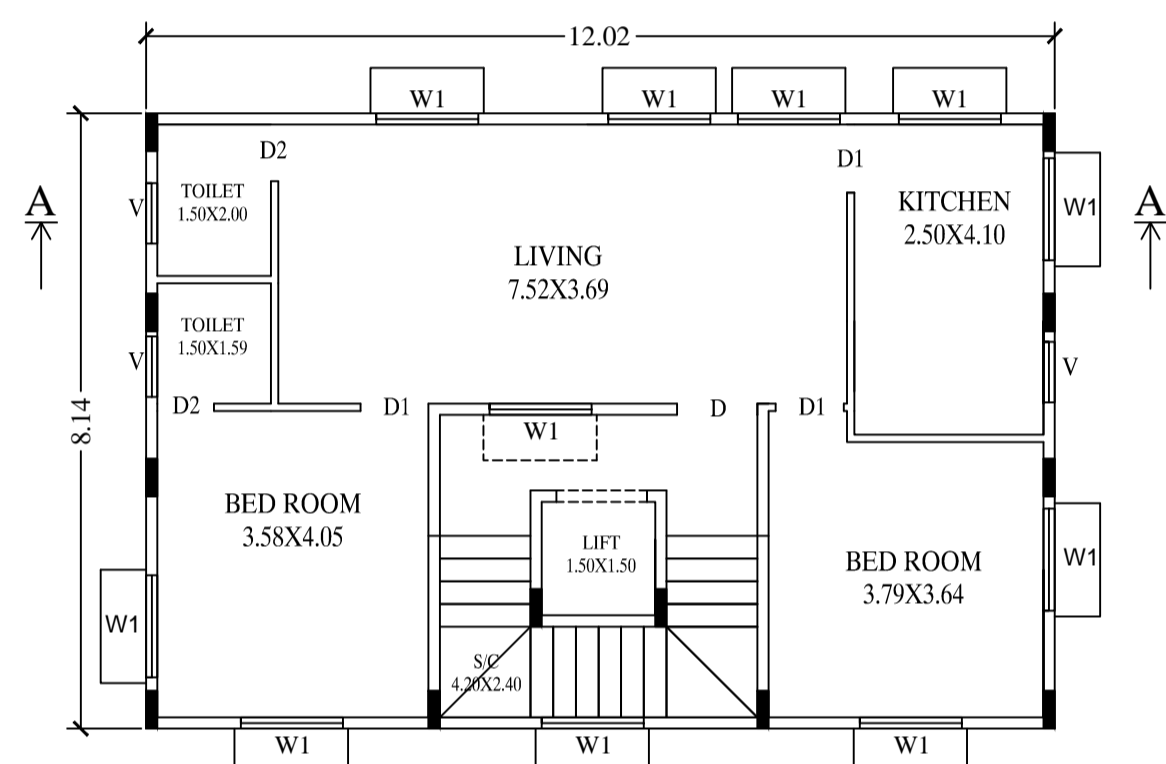 12.02
W1
W1
W1
W1
D2
D1
TOILET
1.50X2.00
V
A
KITCHEN
2.50X4.10
W1
A
LIVING
7.52X3.69
TOILET
1.50X1.59
V
V
8.14
D2
D1
D
D1
W1
BED ROOM
3.58X4.05
LIFT
1.50X1.50
BED ROOM
3.79X3.64
W1
W1
S/C
4.20X2.40
W1
W1
W1